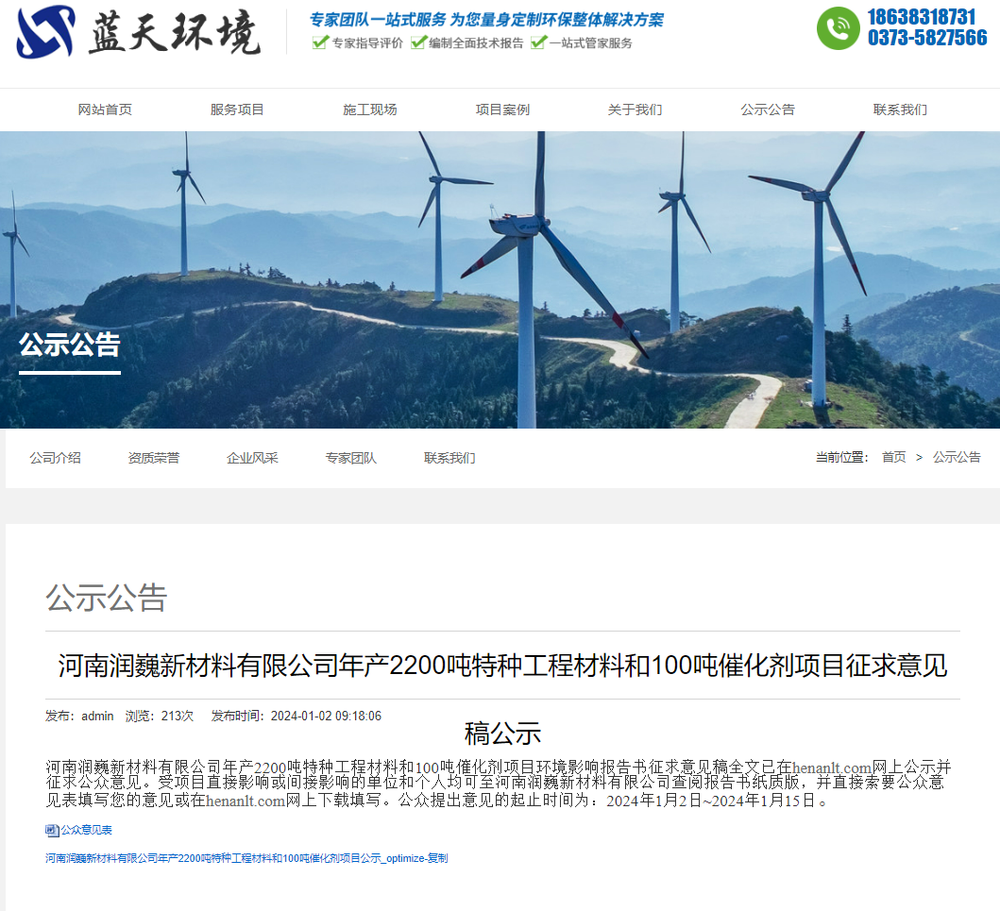 蓝天环境
专家团队一站式服务 为您量身定制环保整体解决方案
专家指导评价 编制全面技术报告 一站式管家服务
18638318731
0373-5827566
网站首页 服务项目 施工现场 项目案例 关于我们 公示公告 联系我们
公示公告
公司介绍 资质荣誉 企业风采 专家团队 联系我们 当前位置： 首页 > 公示公告
公示公告
河南润巍新材料有限公司年产2200吨特种工程材料和100吨催化剂项目征求意见
发布：admin 浏览：213次 发布时间：2024-01-02 09:18:06
稿公示
河南润巍新材料有限公司年产2200吨特种工程材料和100吨催化剂项目环境影响报告书征求意见稿全文已在henanlt.com网上公示并
征求公众意见。受项目直接影响或间接影响的单位和个人均可至河南润巍新材料有限公司查阅报告书纸质版，并直接索要公众意
见表填写您的意见或在henanlt.com网上下载填写。公众提出意见的起止时间为：2024年1月2日~2024年1月15日。
公众意见表
河南润巍新材料有限公司年产2200吨特种工程材料和100吨催化剂项目公示_optimize-复制